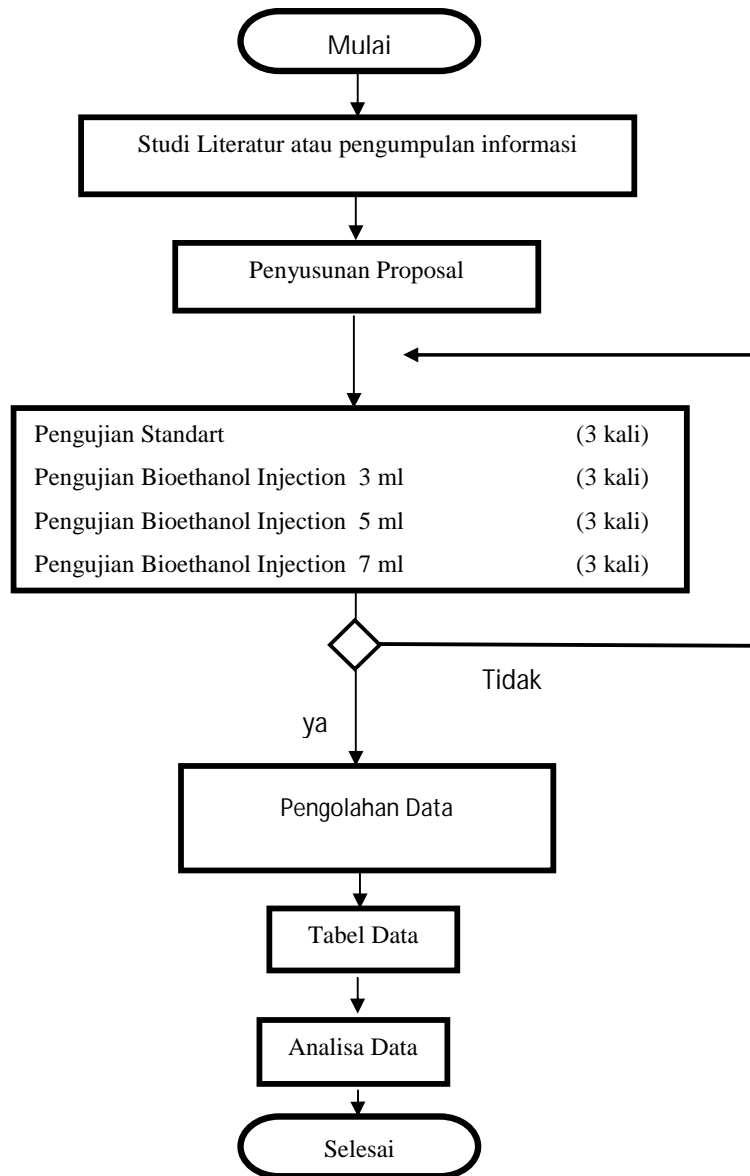 Mulai
Studi Literatur atau pengumpulan informasi
Penyusunan Proposal
Pengujian Standart (3 kali)
Pengujian Bioethanol Injection 3 ml (3 kali)
Pengujian Bioethanol Injection 5 ml (3 kali)
Pengujian Bioethanol Injection 7 ml (3 kali)
Tidak
ya
Pengolahan Data
Tabel Data
Analisa Data
Selesai